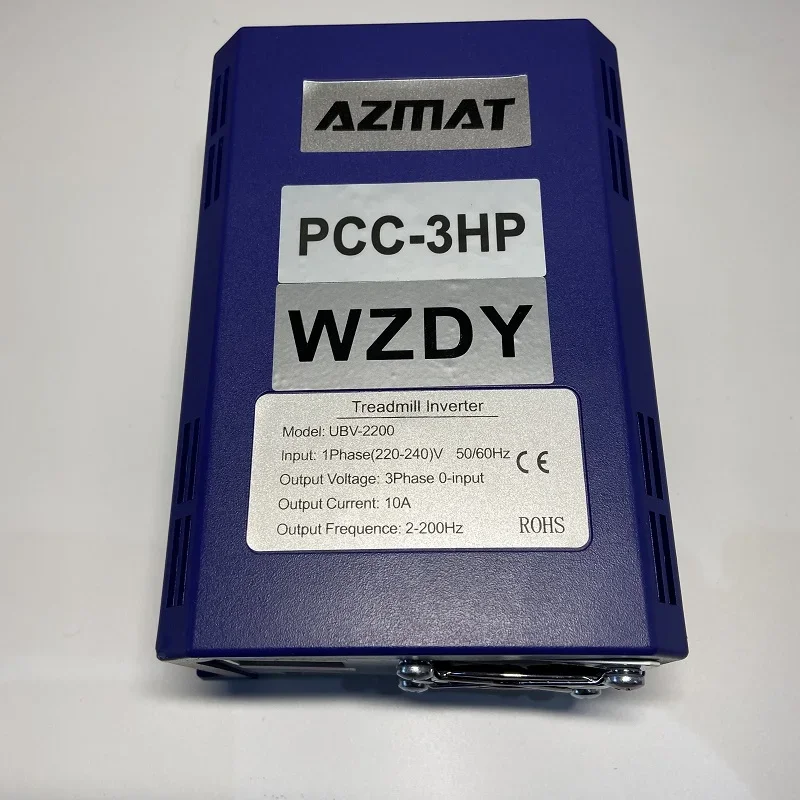 AZMAT
PCC-3HP
WZDY
Treadmill Inverter
Model: UBV-2200
Input: 1Phase(220-240)V 50/60Hz
CE
Output Voltage: 3Phase 0-input
Output Current: 10A
Output Frequence: 2-200Hz
ROHS